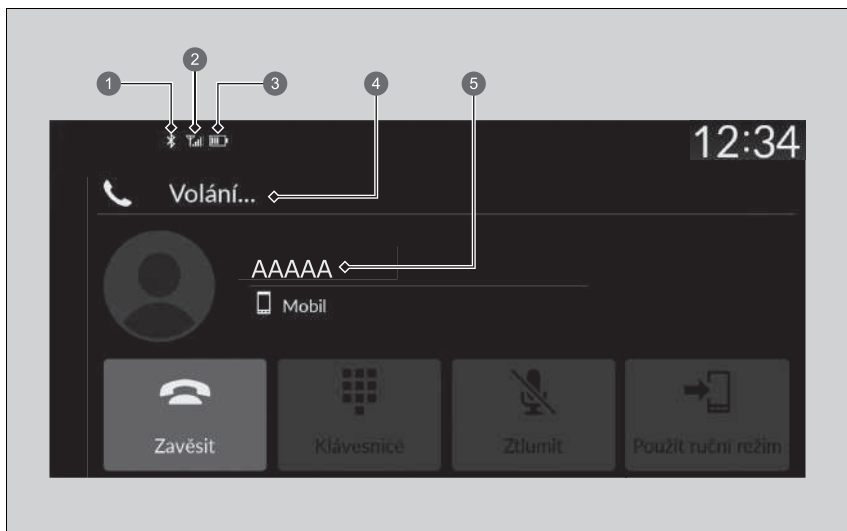 1
2
3
4
5
12:34
Volání...
AAAAA
Mobil
Zavěsit
Klávesnice
Ztlumit
Použít ruční režim